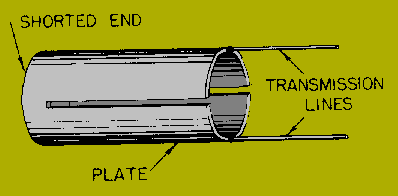 SHORTED END
TRANSMISSION
LINES
PLATE